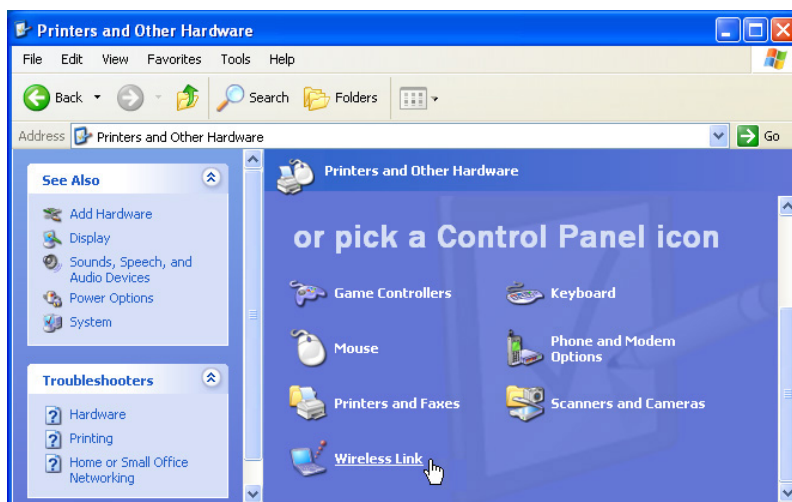 Printers and Other Hardware
File Edit View Favorites Tools Help
Back Search Folders
Address Printers and Other Hardware Go
See Also
Add Hardware
Display
Sounds, Speech, and
Audio Devices
Power Options
System
Troubleshooters
Hardware
Printing
Home or Small Office
Networking
Printers and Other Hardware
or pick a Control Panel icon
Game Controllers
Keyboard
Mouse
Phone and Modem
Options
Printers and Faxes
Scanners and Cameras
Wireless Link